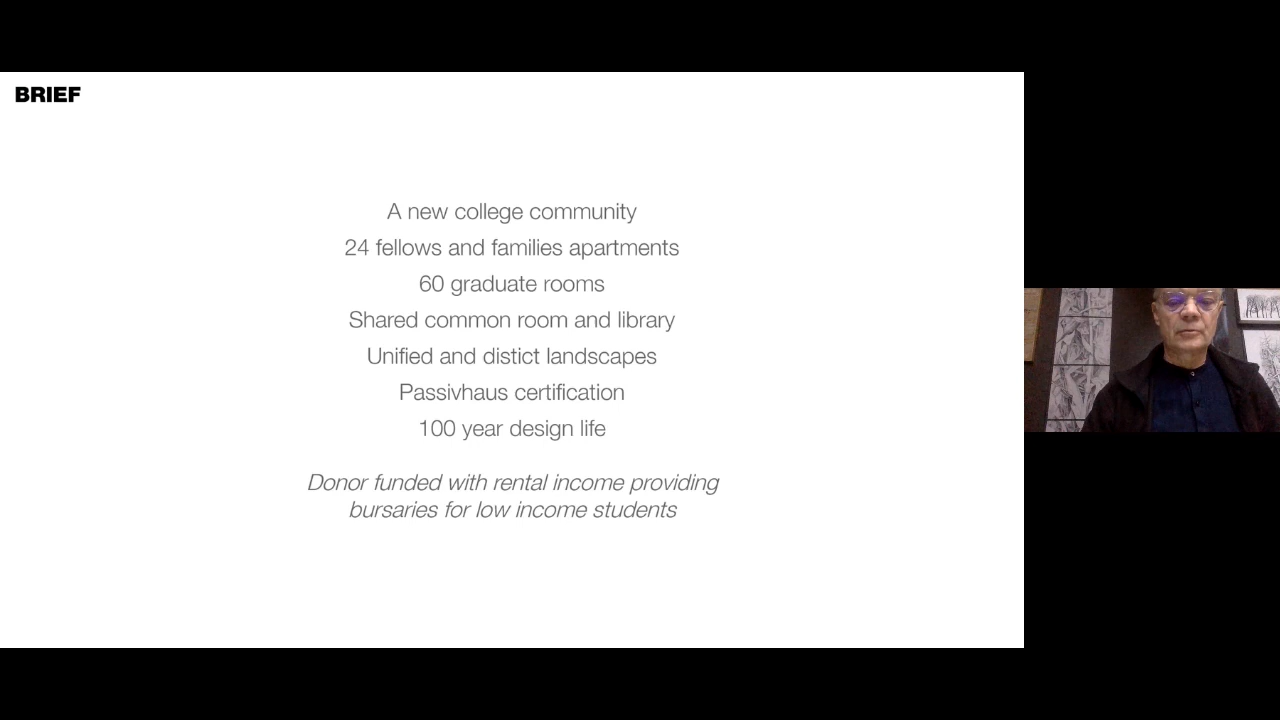 BRIEF
A new college community
24 fellows and families apartments
60 graduate rooms
Shared common room and library
Unified and distict landscapes
Passivhaus certification
100 year design life
Donor funded with rental income providing
bursaries for low income students